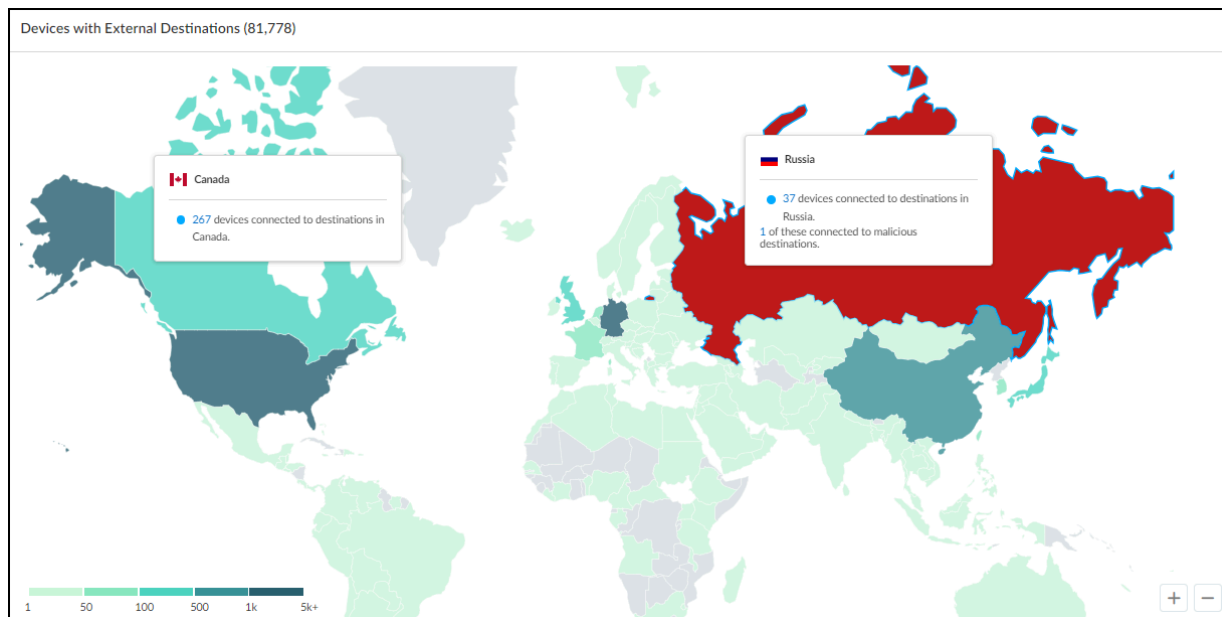 Devices with External Destinations (81,778)
Canada
267 devices connected to destinations in
Canada.
Russia
37 devices connected to destinations in
Russia.
1 of these connected to malicious
destinations.
1 50 100 500 1k 5k+
+ −